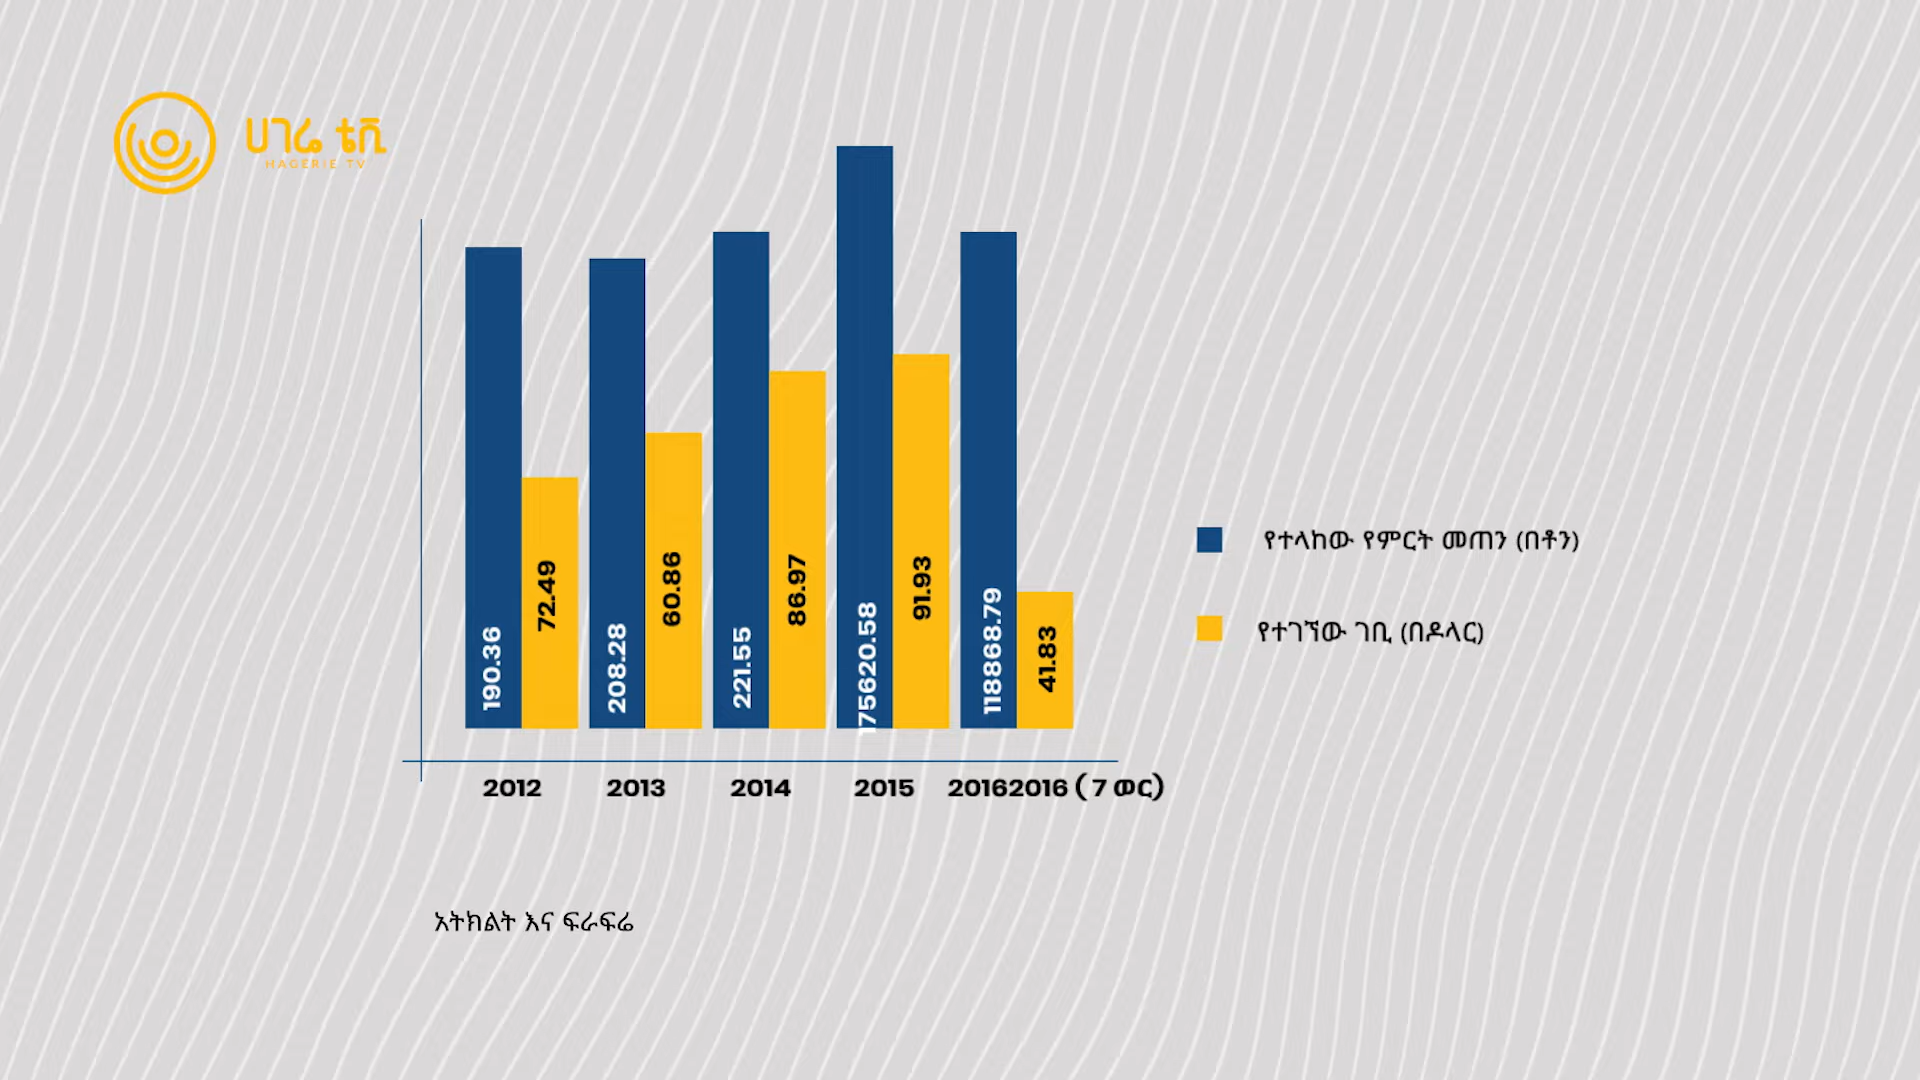 ሀገሬ ቴቪ
HAGERIE TV
190.36
72.49
208.28
60.86
221.55
86.97
175620.58
91.93
118868.79
41.83
2012
2013
2014
2015
20162016 ( 7 ወር)
የተላከው የምርት መጠን (በቶን)
የተገኘው ገቢ (በዶላር)
አትክልት እና ፍራፍሬ